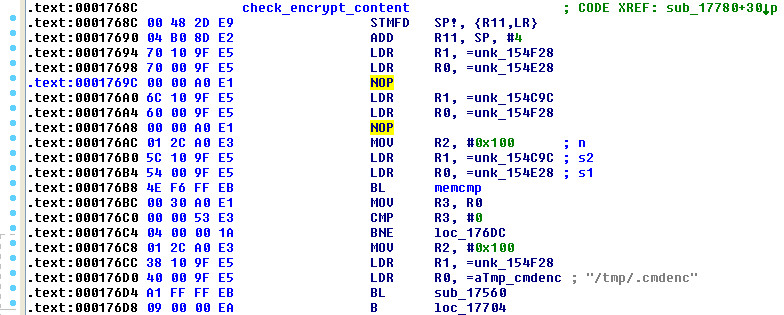 .text:0001768C check_encrypt_content ; CODE XREF: sub_17780+30↓p
.text:0001768C 00 48 2D E9 STMFD SP!, {R11,LR}
.text:00017690 04 B0 8D E2 ADD R11, SP, #4
.text:00017694 70 10 9F E5 LDR R1, =unk_154F28
.text:00017698 70 00 9F E5 LDR R0, =unk_154E28
.text:0001769C 00 00 A0 E1 NOP
.text:000176A0 6C 10 9F E5 LDR R1, =unk_154C9C
.text:000176A4 60 00 9F E5 LDR R0, =unk_154F28
.text:000176A8 00 00 A0 E1 NOP
.text:000176AC 01 2C A0 E3 MOV R2, #0x100 ; n
.text:000176B0 5C 10 9F E5 LDR R1, =unk_154C9C ; s2
.text:000176B4 54 00 9F E5 LDR R0, =unk_154E28 ; s1
.text:000176B8 4E F6 FF EB BL memcmp
.text:000176BC 00 30 A0 E1 MOV R3, R0
.text:000176C0 00 00 53 E3 CMP R3, #0
.text:000176C4 04 00 00 1A BNE loc_176DC
.text:000176C8 01 2C A0 E3 MOV R2, #0x100
.text:000176CC 38 10 9F E5 LDR R1, =unk_154F28
.text:000176D0 40 00 9F E5 LDR R0, =aTmp_cmdenc ; "/tmp/.cmdenc"
.text:000176D4 A1 FF FF EB BL sub_17560
.text:000176D8 09 00 00 EA B loc_17704